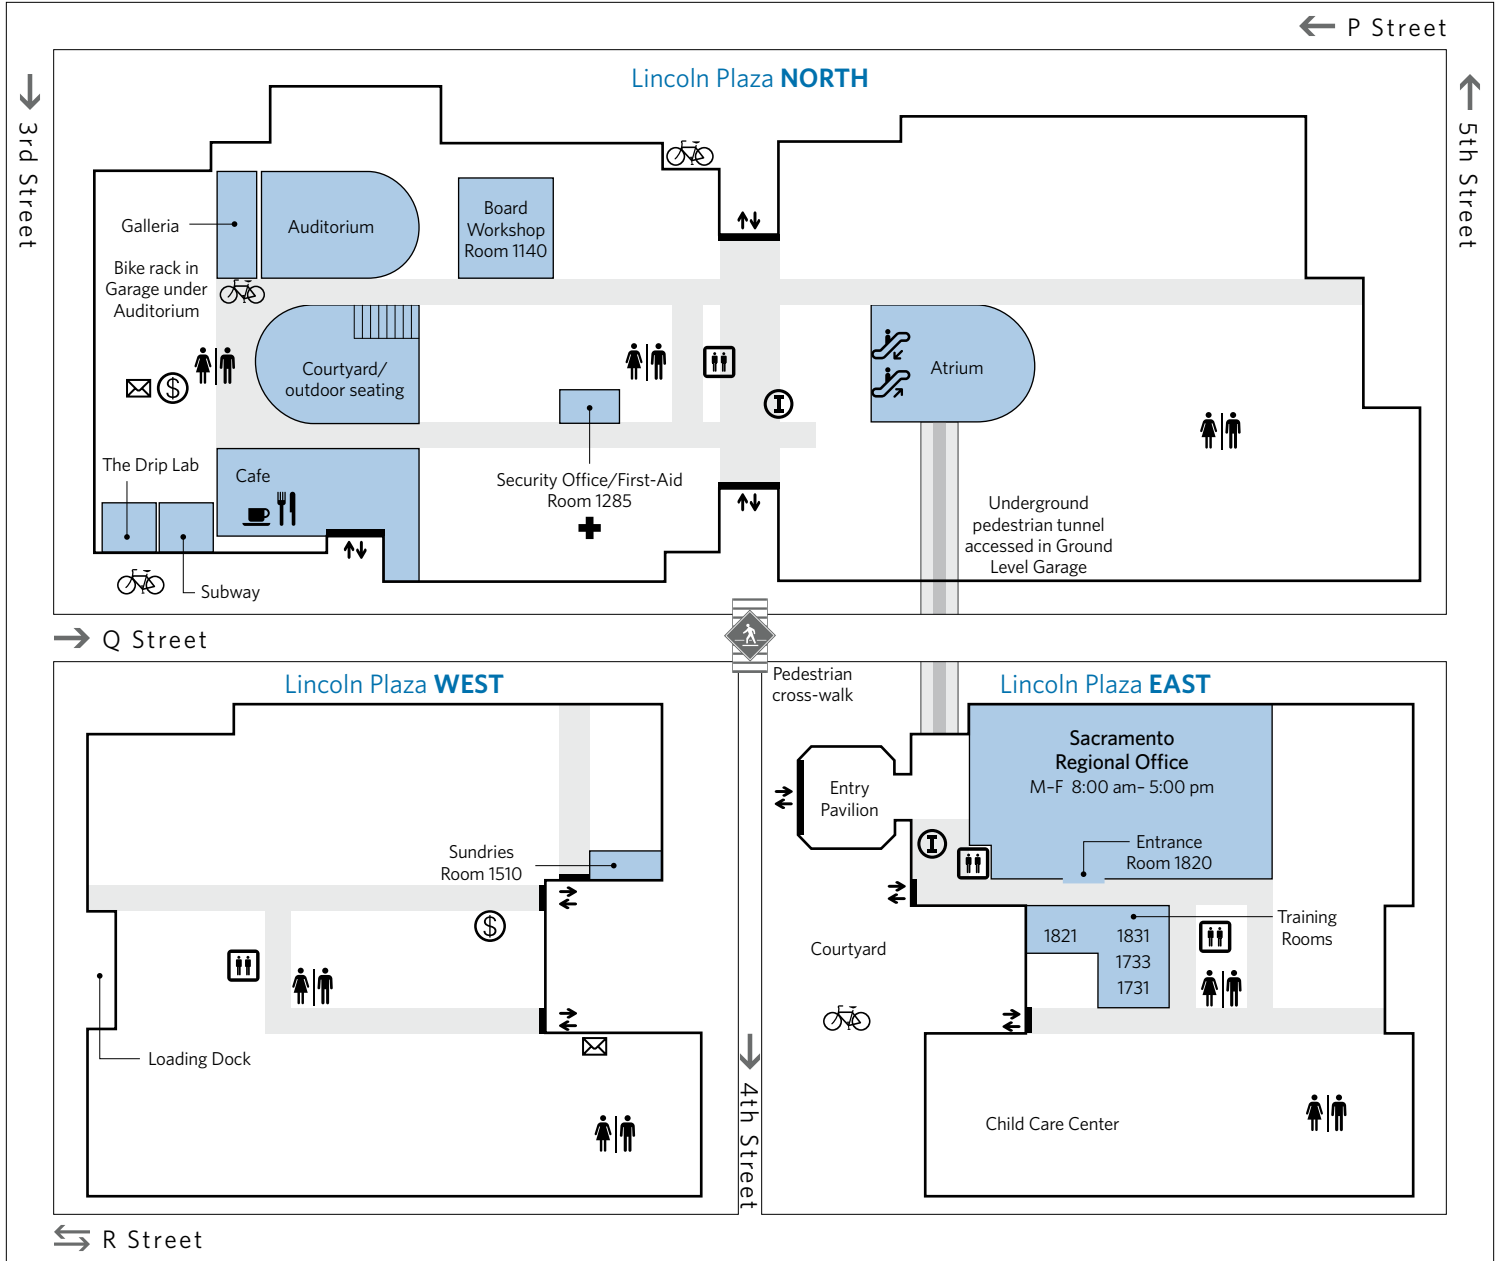 P Street
Lincoln Plaza NORTH
3rd Street
5th Street
Galleria
Auditorium
Board
Workshop
Room 1140
Bike rack in
Garage under
Auditorium
Courtyard/
outdoor seating
Atrium
$
I
The Drip Lab
Cafe
Security Office/First-Aid
Room 1285
Underground
pedestrian tunnel
accessed in Ground
Level Garage
Subway
Q Street
Pedestrian
cross-walk
Lincoln Plaza WEST
Sundries
Room 1510
$
Loading Dock
4th Street
Lincoln Plaza EAST
Sacramento
Regional Office
M–F 8:00 am– 5:00 pm
Entry
Pavilion
I
Entrance
Room 1820
Training
Rooms
1821
1831
1733
1731
Courtyard
Child Care Center
R Street